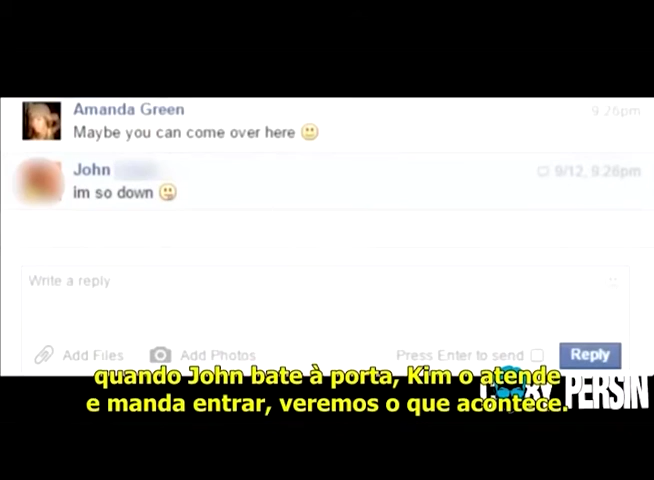 Amanda Green
9:26pm
Maybe you can come over here
John
9/12, 9:26pm
im so down
Write a reply
Add Files
Add Photos
Press Enter to send
Reply
quando John bate à porta, Kim o atende
e manda entrar, veremos o que acontece.
PERSIN